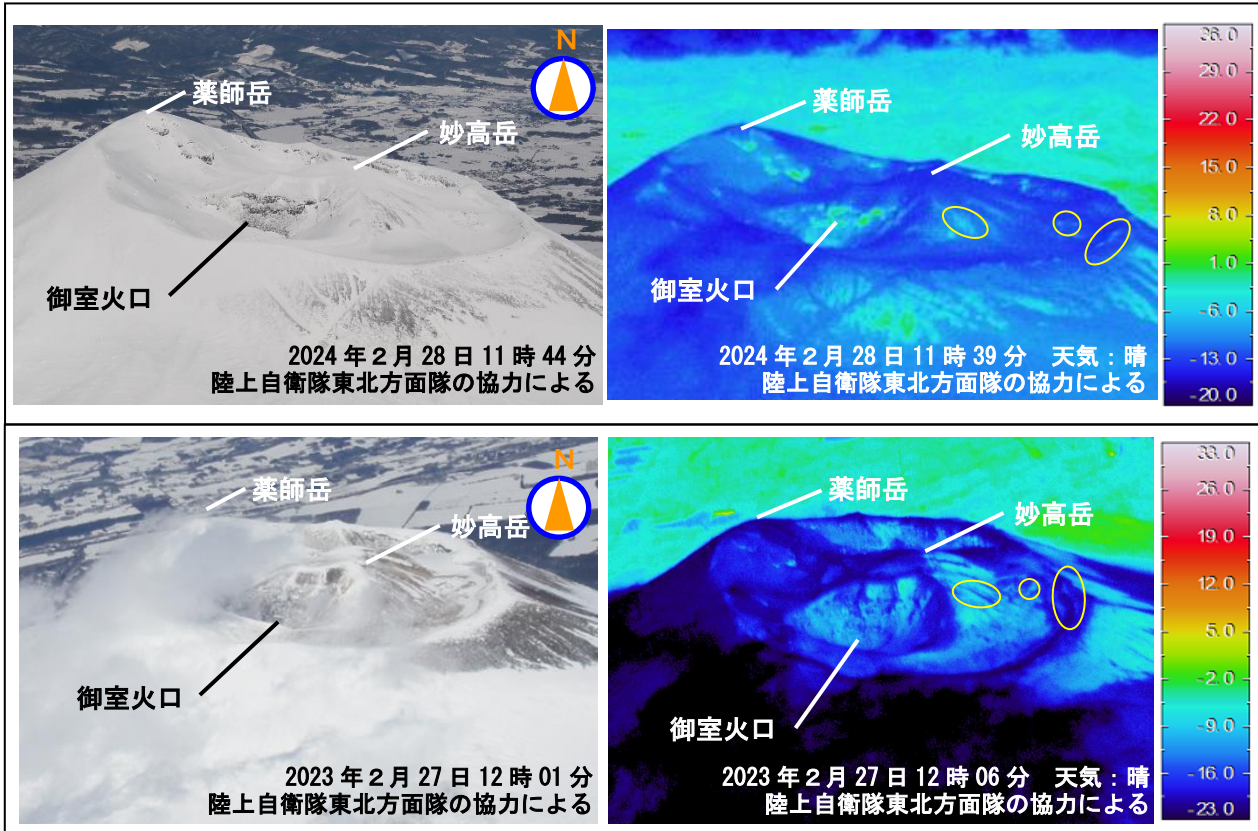 N
薬師岳
妙高岳
御室火口
2024年2月28日11時44分
陸上自衛隊東北方面隊の協力による
薬師岳
妙高岳
御室火口
2024年2月28日11時39分 天気：晴
陸上自衛隊東北方面隊の協力による
36.0
29.0
22.0
15.0
8.0
1.0
-6.0
-13.0
-20.0
N
薬師岳
妙高岳
御室火口
2023年2月27日12時01分
陸上自衛隊東北方面隊の協力による
薬師岳
妙高岳
御室火口
2023年2月27日12時06分 天気：晴
陸上自衛隊東北方面隊の協力による
33.0
26.0
19.0
12.0
5.0
-2.0
-9.0
-16.0
-23.0